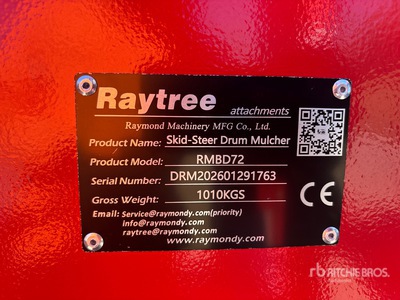 Raytree attachments
Raymond Machinery MFG Co., Ltd.
Product Name: Skid-Steer Drum Mulcher
Product Model: RMBD72
Serial Number: DRM202601291763
Gross Weight: 1010KGS
CE
Email: Service@raymondy.com(priority)
info@raymondy.com
raytree@raymondy.com
www.raymondy.com
rb RITCHIE BROS.